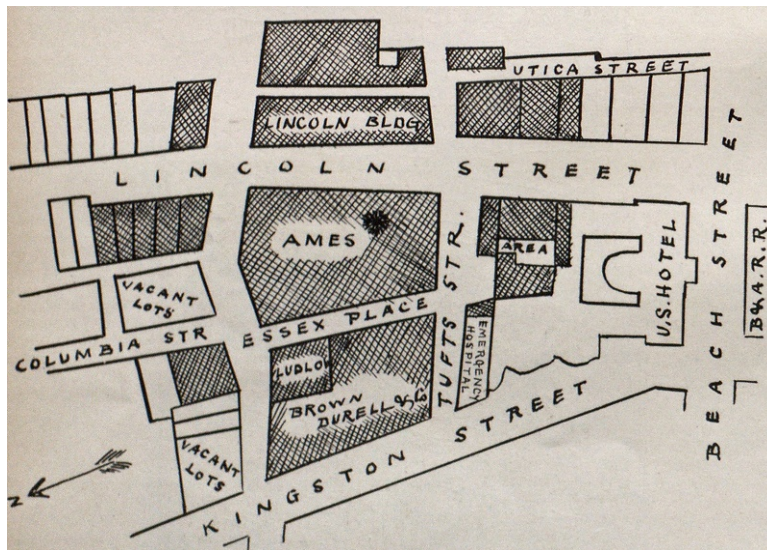 UTICA STREET
LINCOLN BLDG
LINCOLN STREET
AMES
AREA
TUFTS STR.
U.S. HOTEL
BEACH STREET
B&A.R.R.
VACANT
LOTS
COLUMBIA STR
ESSEX PLACE
LUDLOW
BROWN
DURELL & Co
EMERGENCY
HOSPITAL
VACANT
LOTS
KINGSTON STREET
N